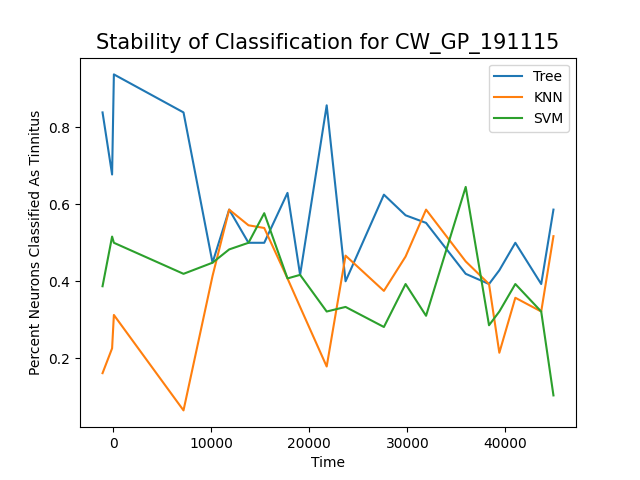 Stability of Classification for CW_GP_191115
Tree
KNN
SVM
Percent Neurons Classified As Tinnitus
0.8
0.6
0.4
0.2
0 10000 20000 30000 40000
Time